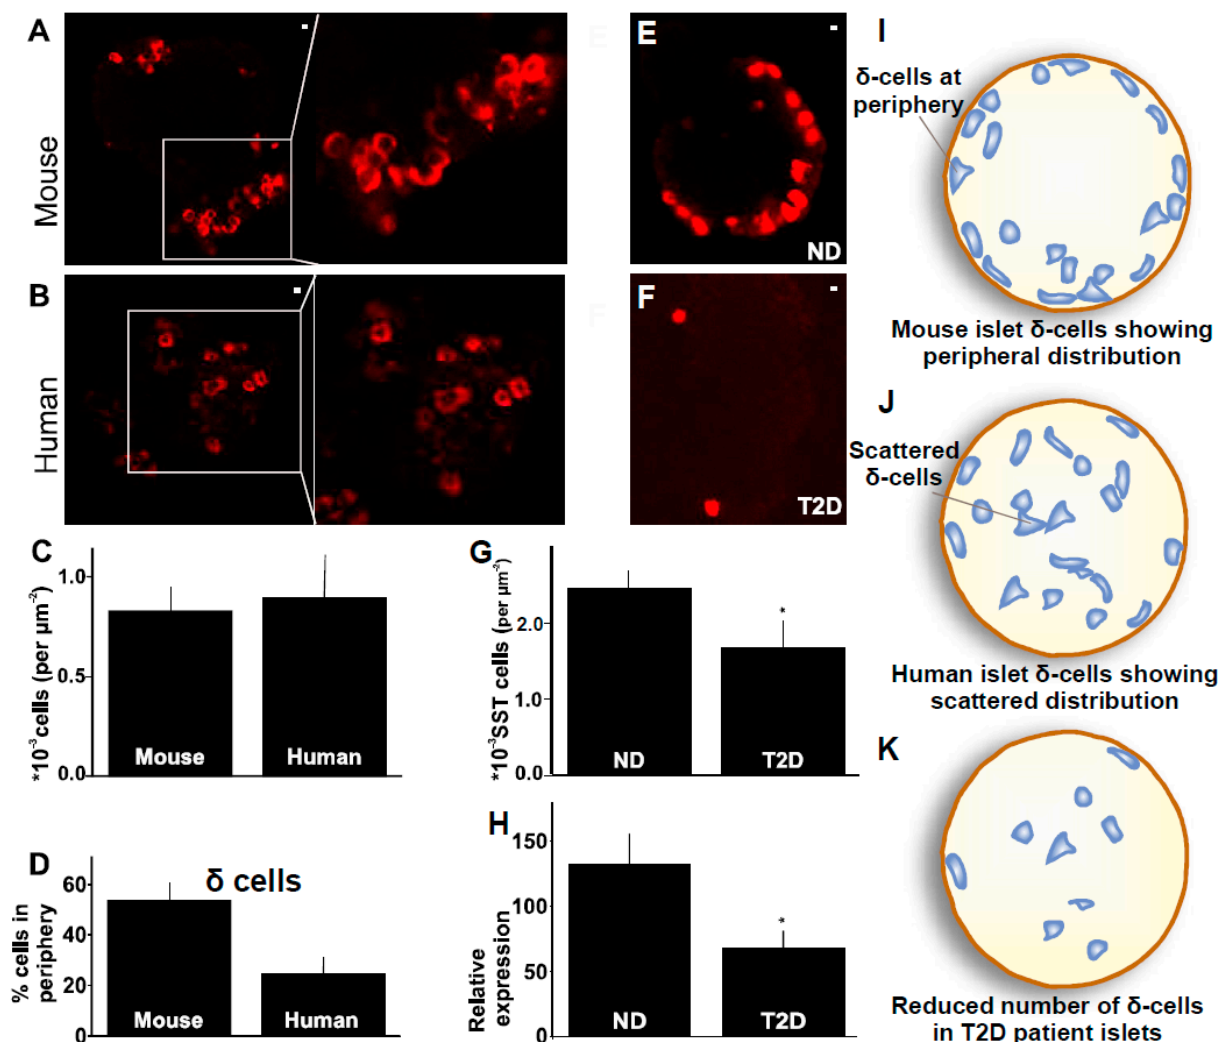 A
Mouse
B
Human
E
E
ND
F
F
T2D
C
*10⁻³ cells (per µm⁻²)
1.0
0.5
0.0
Mouse
Human
D
δ cells
% cells in
periphery
60
40
20
0
Mouse
Human
G
*10⁻³SST cells (per µm⁻²)
2.0
1.0
0.0
*
ND
T2D
H
Relative
expression
150
100
50
0
*
ND
T2D
I
δ-cells at
periphery
Mouse islet δ-cells showing
peripheral distribution
J
Scattered
δ-cells
Human islet δ-cells showing
scattered distribution
K
Reduced number of δ-cells
in T2D patient islets